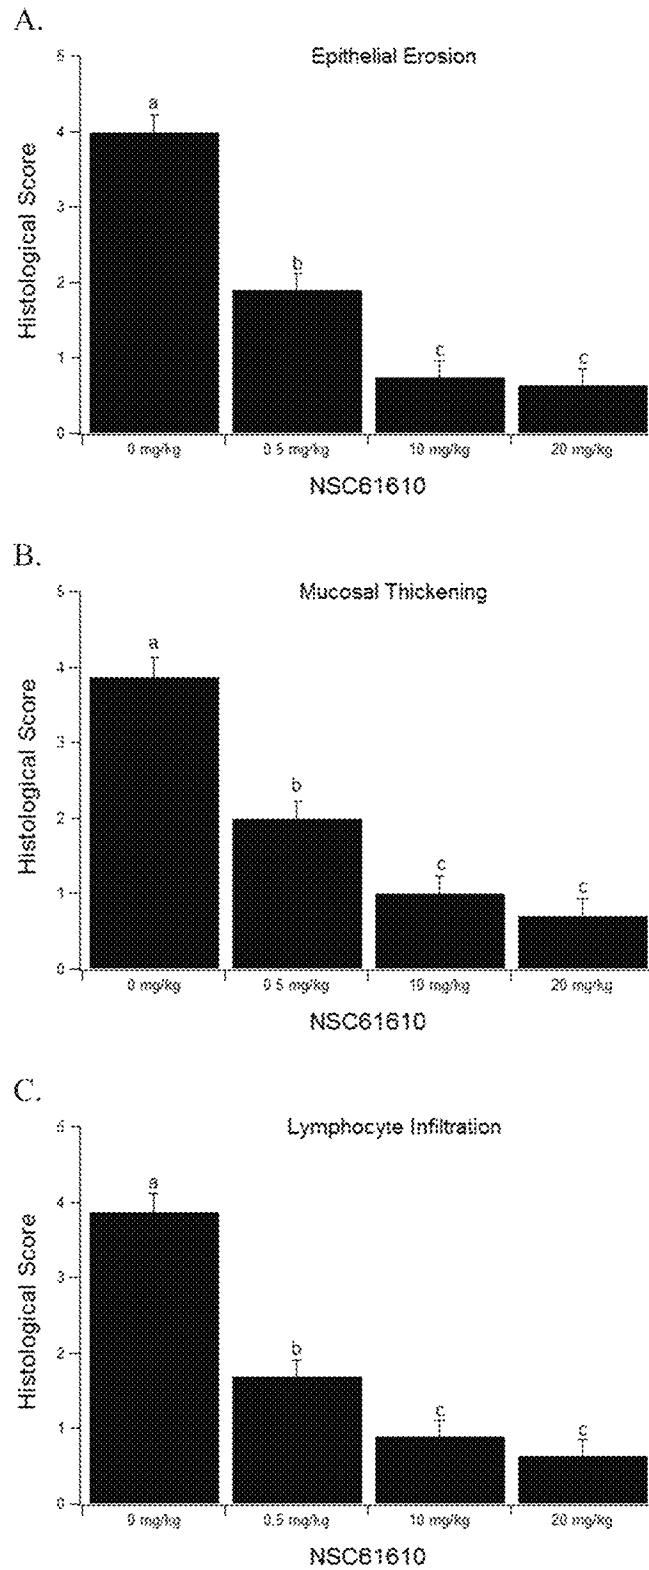 A.
Epithelial Erosion
Histological Score
5
4
3
2
1
0
a
b
c
c
0 mg/kg 0.5 mg/kg 10 mg/kg 20 mg/kg
NSC61610
B.
Mucosal Thickening
Histological Score
5
4
3
2
1
0
a
b
c
c
0 mg/kg 0.5 mg/kg 10 mg/kg 20 mg/kg
NSC61610
C.
Lymphocyte Infiltration
Histological Score
5
4
3
2
1
0
a
b
c
c
0 mg/kg 0.5 mg/kg 10 mg/kg 20 mg/kg
NSC61610